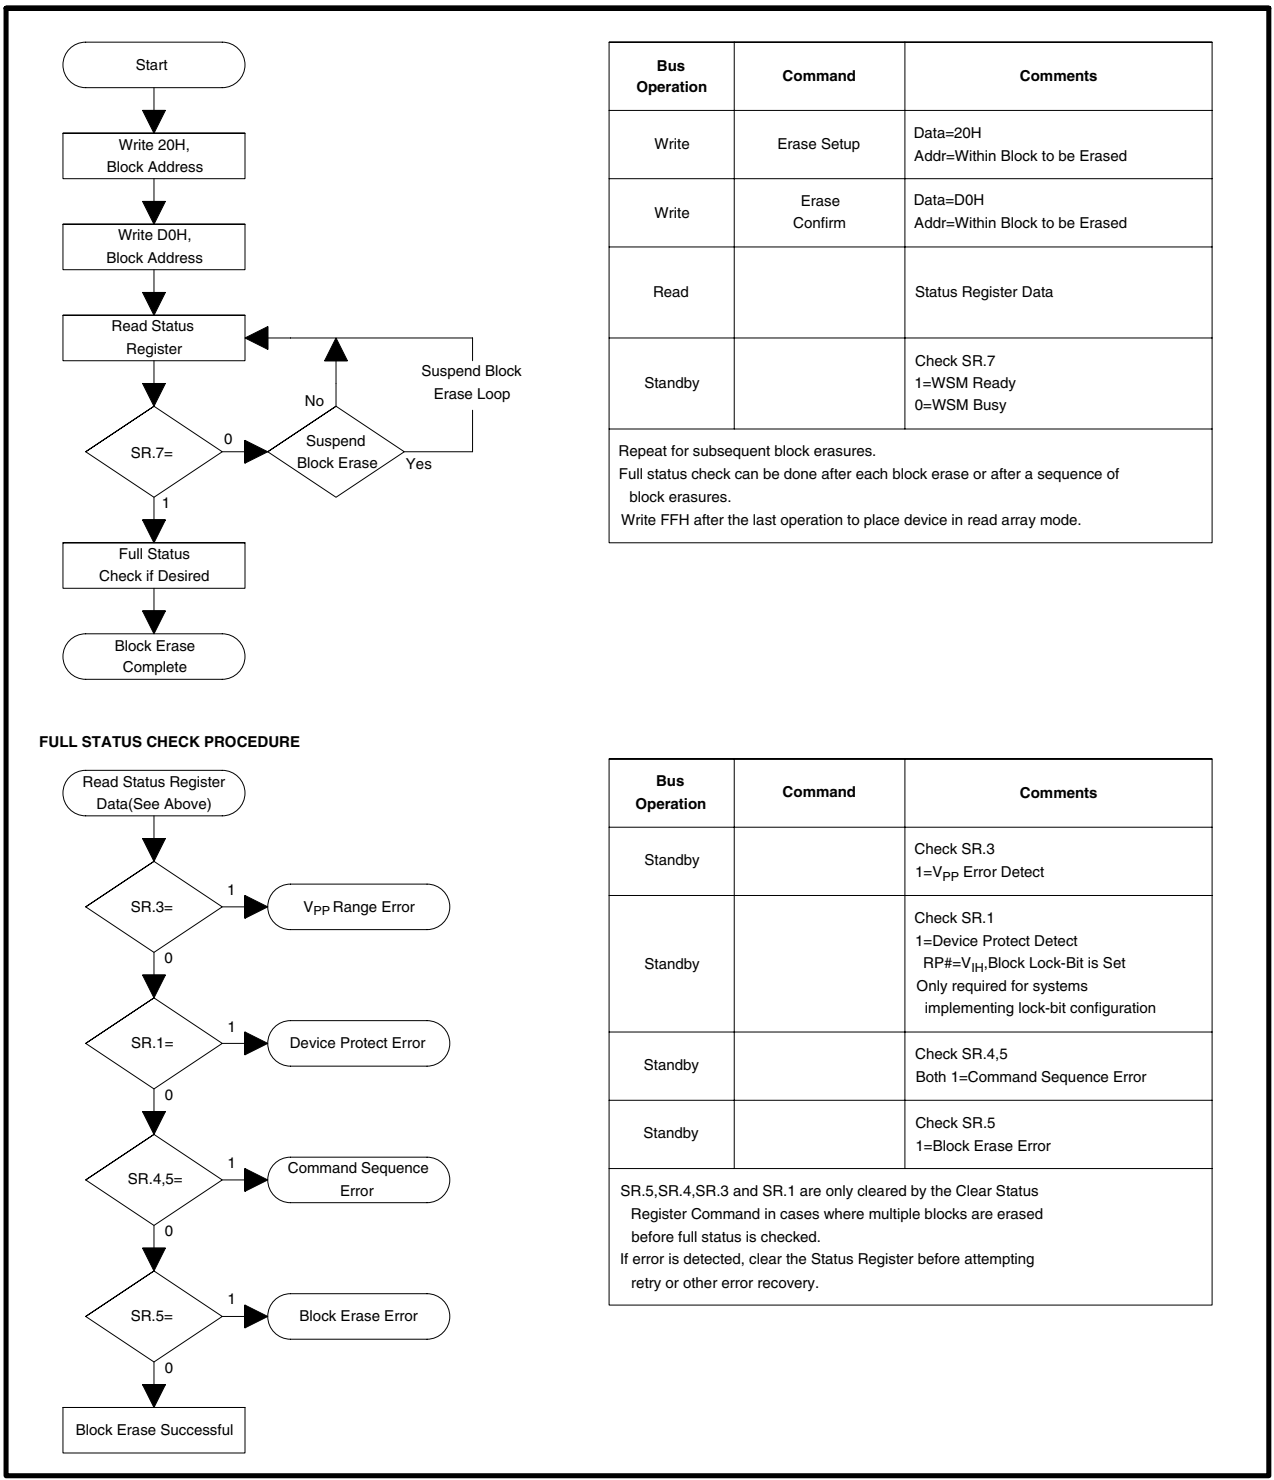 Start
Write 20H,
Block Address
Write D0H,
Block Address
Read Status
Register
Suspend Block
Erase Loop
No
SR.7=
0
Suspend
Block Erase
Yes
1
Full Status
Check if Desired
Block Erase
Complete
Bus
Operation
Command
Comments
Write
Erase Setup
Data=20H
Addr=Within Block to be Erased
Write
Erase
Confirm
Data=D0H
Addr=Within Block to be Erased
Read
Status Register Data
Standby
Check SR.7
1=WSM Ready
0=WSM Busy
Repeat for subsequent block erasures.
Full status check can be done after each block erase or after a sequence of
block erasures.
Write FFH after the last operation to place device in read array mode.
FULL STATUS CHECK PROCEDURE
Read Status Register
Data(See Above)
SR.3=
1
VPP Range Error
0
SR.1=
1
Device Protect Error
0
SR.4,5=
1
Command Sequence
Error
0
SR.5=
1
Block Erase Error
0
Block Erase Successful
Bus
Operation
Command
Comments
Standby
Check SR.3
1=VPP Error Detect
Standby
Check SR.1
1=Device Protect Detect
RP#=VIH,Block Lock-Bit is Set
Only required for systems
implementing lock-bit configuration
Standby
Check SR.4,5
Both 1=Command Sequence Error
Standby
Check SR.5
1=Block Erase Error
SR.5,SR.4,SR.3 and SR.1 are only cleared by the Clear Status
Register Command in cases where multiple blocks are erased
before full status is checked.
If error is detected, clear the Status Register before attempting
retry or other error recovery.